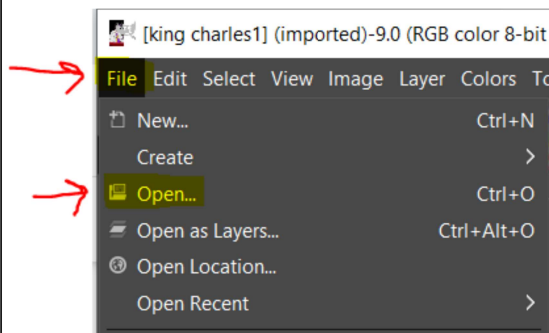 [king charles1] (imported)-9.0 (RGB color 8-bit
File Edit Select View Image Layer Colors To
New... Ctrl+N
Create >
Open... Ctrl+O
Open as Layers... Ctrl+Alt+O
Open Location...
Open Recent >